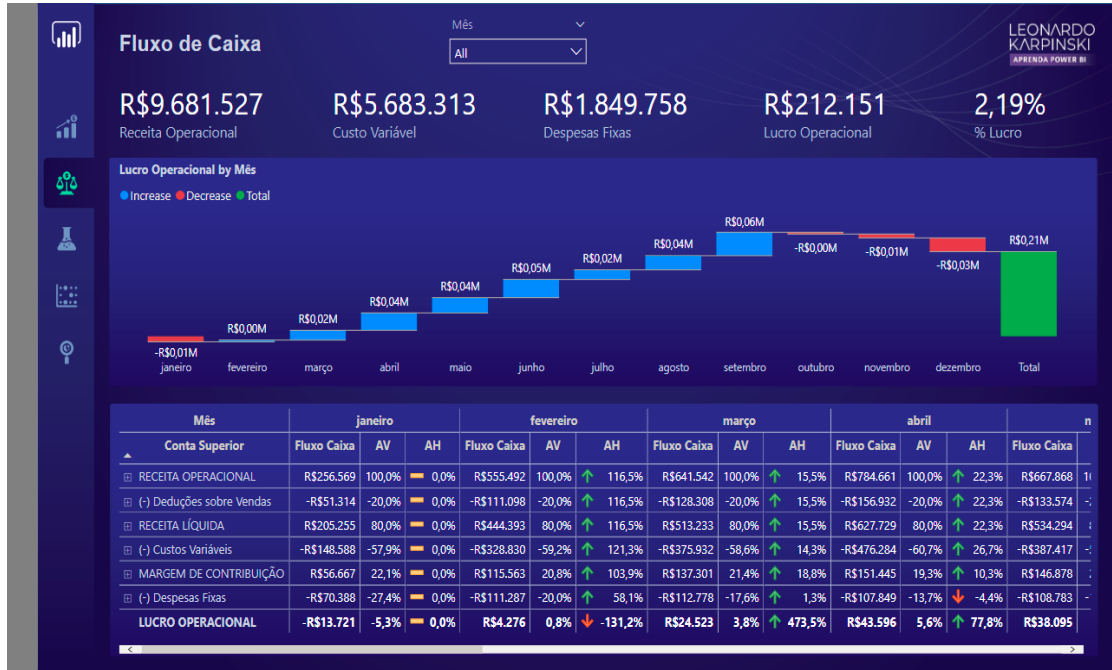 Mês
Fluxo de Caixa
All
LEONARDO
KARPINSKI
APRENDA POWER BI
R$9.681.527 R$5.683.313 R$1.849.758 R$212.151 2,19%
Receita Operacional Custo Variável Despesas Fixas Lucro Operacional % Lucro
Lucro Operacional by Mês
Increase Decrease Total
-R$0,01M R$0,00M R$0,02M R$0,04M R$0,04M R$0,05M R$0,02M R$0,04M R$0,06M -R$0,00M -R$0,01M -R$0,03M R$0,21M
janeiro fevereiro março abril maio junho julho agosto setembro outubro novembro dezembro Total
Mês janeiro fevereiro março abril
Conta Superior Fluxo Caixa AV AH Fluxo Caixa AV AH Fluxo Caixa AV AH Fluxo Caixa AV AH Fluxo Caixa
RECEITA OPERACIONAL R$256.569 100,0% 0,0% R$555.492 100,0% 116,5% R$641.542 100,0% 15,5% R$784.661 100,0% 22,3% R$667.868
(-) Deduções sobre Vendas -R$51.314 -20,0% 0,0% -R$111.098 -20,0% 116,5% -R$128.308 -20,0% 15,5% -R$156.932 -20,0% 22,3% -R$133.574
RECEITA LÍQUIDA R$205.255 80,0% 0,0% R$444.393 80,0% 116,5% R$513.233 80,0% 15,5% R$627.729 80,0% 22,3% R$534.294
(-) Custos Variáveis -R$148.588 -57,9% 0,0% -R$328.830 -59,2% 121,3% -R$375.932 -58,6% 14,3% -R$476.284 -60,7% 26,7% -R$387.417
MARGEM DE CONTRIBUIÇÃO R$56.667 22,1% 0,0% R$115.563 20,8% 103,9% R$137.301 21,4% 18,8% R$151.445 19,3% 10,3% R$146.878
(-) Despesas Fixas -R$70.388 -27,4% 0,0% -R$111.287 -20,0% 58,1% -R$112.778 -17,6% 1,3% -R$107.849 -13,7% -4,4% -R$108.783
LUCRO OPERACIONAL -R$13.721 -5,3% 0,0% R$4.276 0,8% -131,2% R$24.523 3,8% 473,5% R$43.596 5,6% 77,8% R$38.095